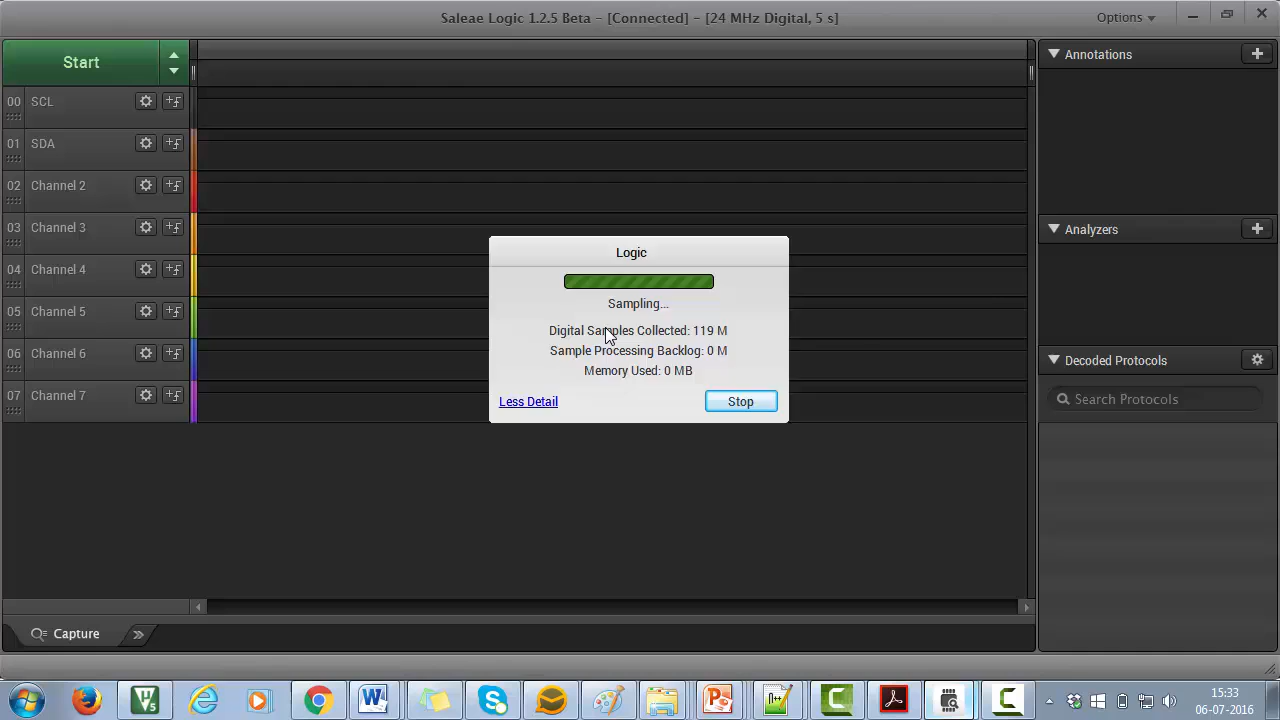 Saleae Logic 1.2.5 Beta - [Connected] - [24 MHz Digital, 5 s]
Options
Start
00 SCL
01 SDA
02 Channel 2
03 Channel 3
04 Channel 4
05 Channel 5
06 Channel 6
07 Channel 7
Logic
Sampling...
Digital Samples Collected: 119 M
Sample Processing Backlog: 0 M
Memory Used: 0 MB
Less Detail
Stop
Annotations
Analyzers
Decoded Protocols
Search Protocols
Capture
15:33
06-07-2016